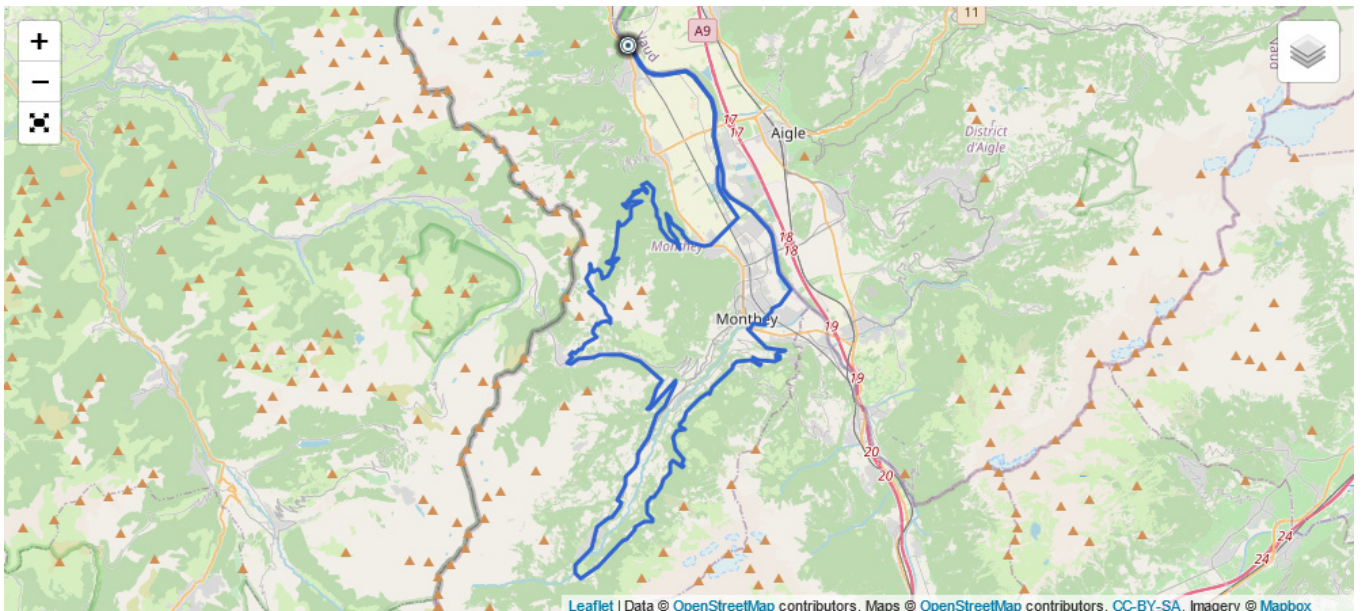 +
−
Vaud
A9
11
Vaud
17
17
Aigle
District
d'Aigle
Monthey
18
18
Monthey
19
19
20
20
24
24
Leaflet | Data © OpenStreetMap contributors, Maps © OpenStreetMap contributors, CC-BY-SA, Imagery © Mapbox